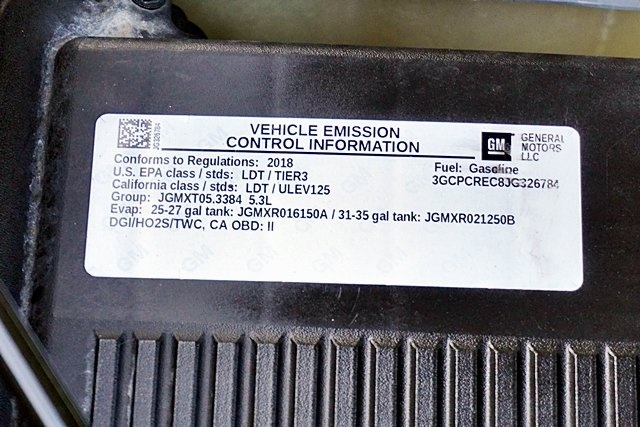 JG326784
VEHICLE EMISSION
CONTROL INFORMATION
GM
GENERAL
MOTORS
LLC
Conforms to Regulations: 2018
Fuel: Gasoline
U.S. EPA class / stds: LDT / TIER3
3GCPCREC8JG326784
California class / stds: LDT / ULEV125
Group: JGMXT05.3384 5.3L
Evap: 25-27 gal tank: JGMXR016150A / 31-35 gal tank: JGMXR021250B
DGI/HO2S/TWC, CA OBD: II